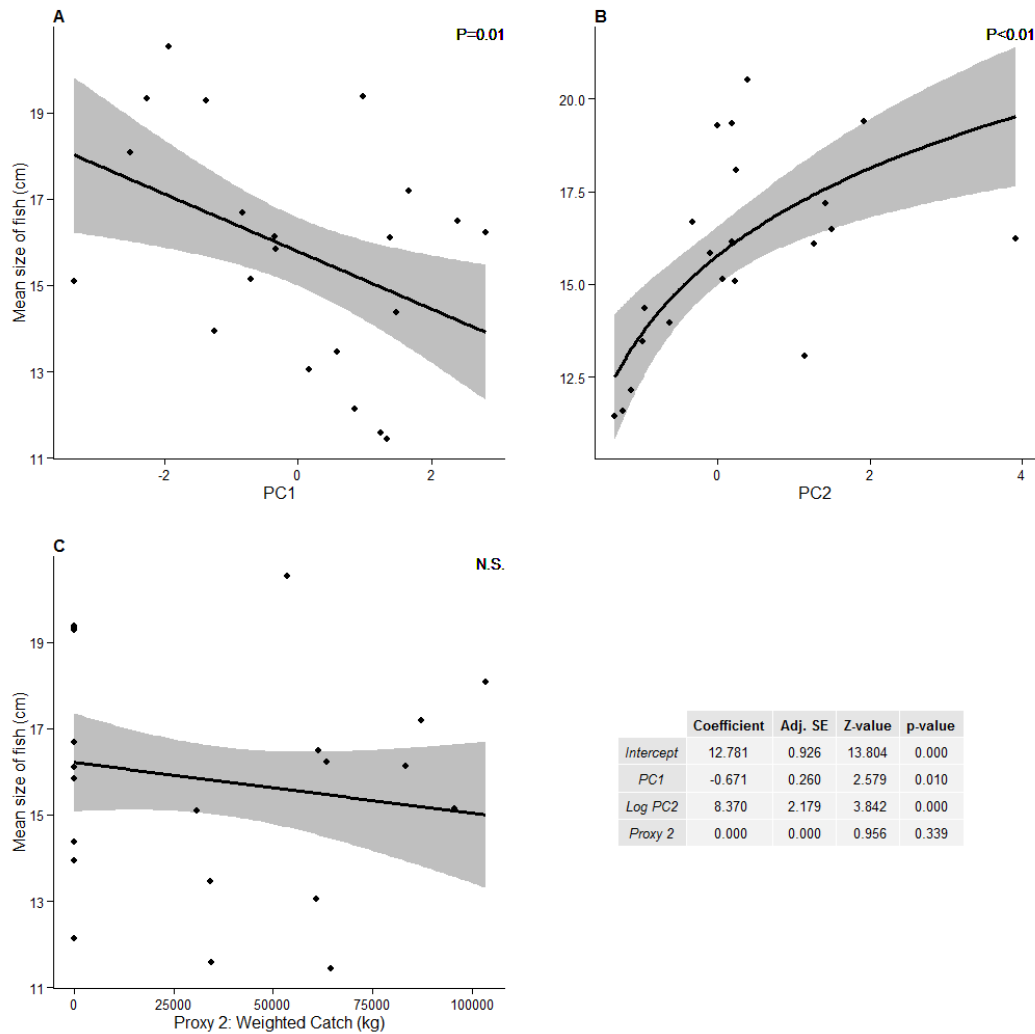 A
P=0.01
Mean size of fish (cm)
19
17
15
13
11
-2
0
2
PC1
B
P<0.01
20.0
17.5
15.0
12.5
0
2
4
PC2
C
N.S.
Mean size of fish (cm)
19
17
15
13
11
0
25000
50000
75000
100000
Proxy 2: Weighted Catch (kg)
Coefficient Adj. SE Z-value p-value
Intercept 12.781 0.926 13.804 0.000
PC1 -0.671 0.260 2.579 0.010
Log PC2 8.370 2.179 3.842 0.000
Proxy 2 0.000 0.000 0.956 0.339